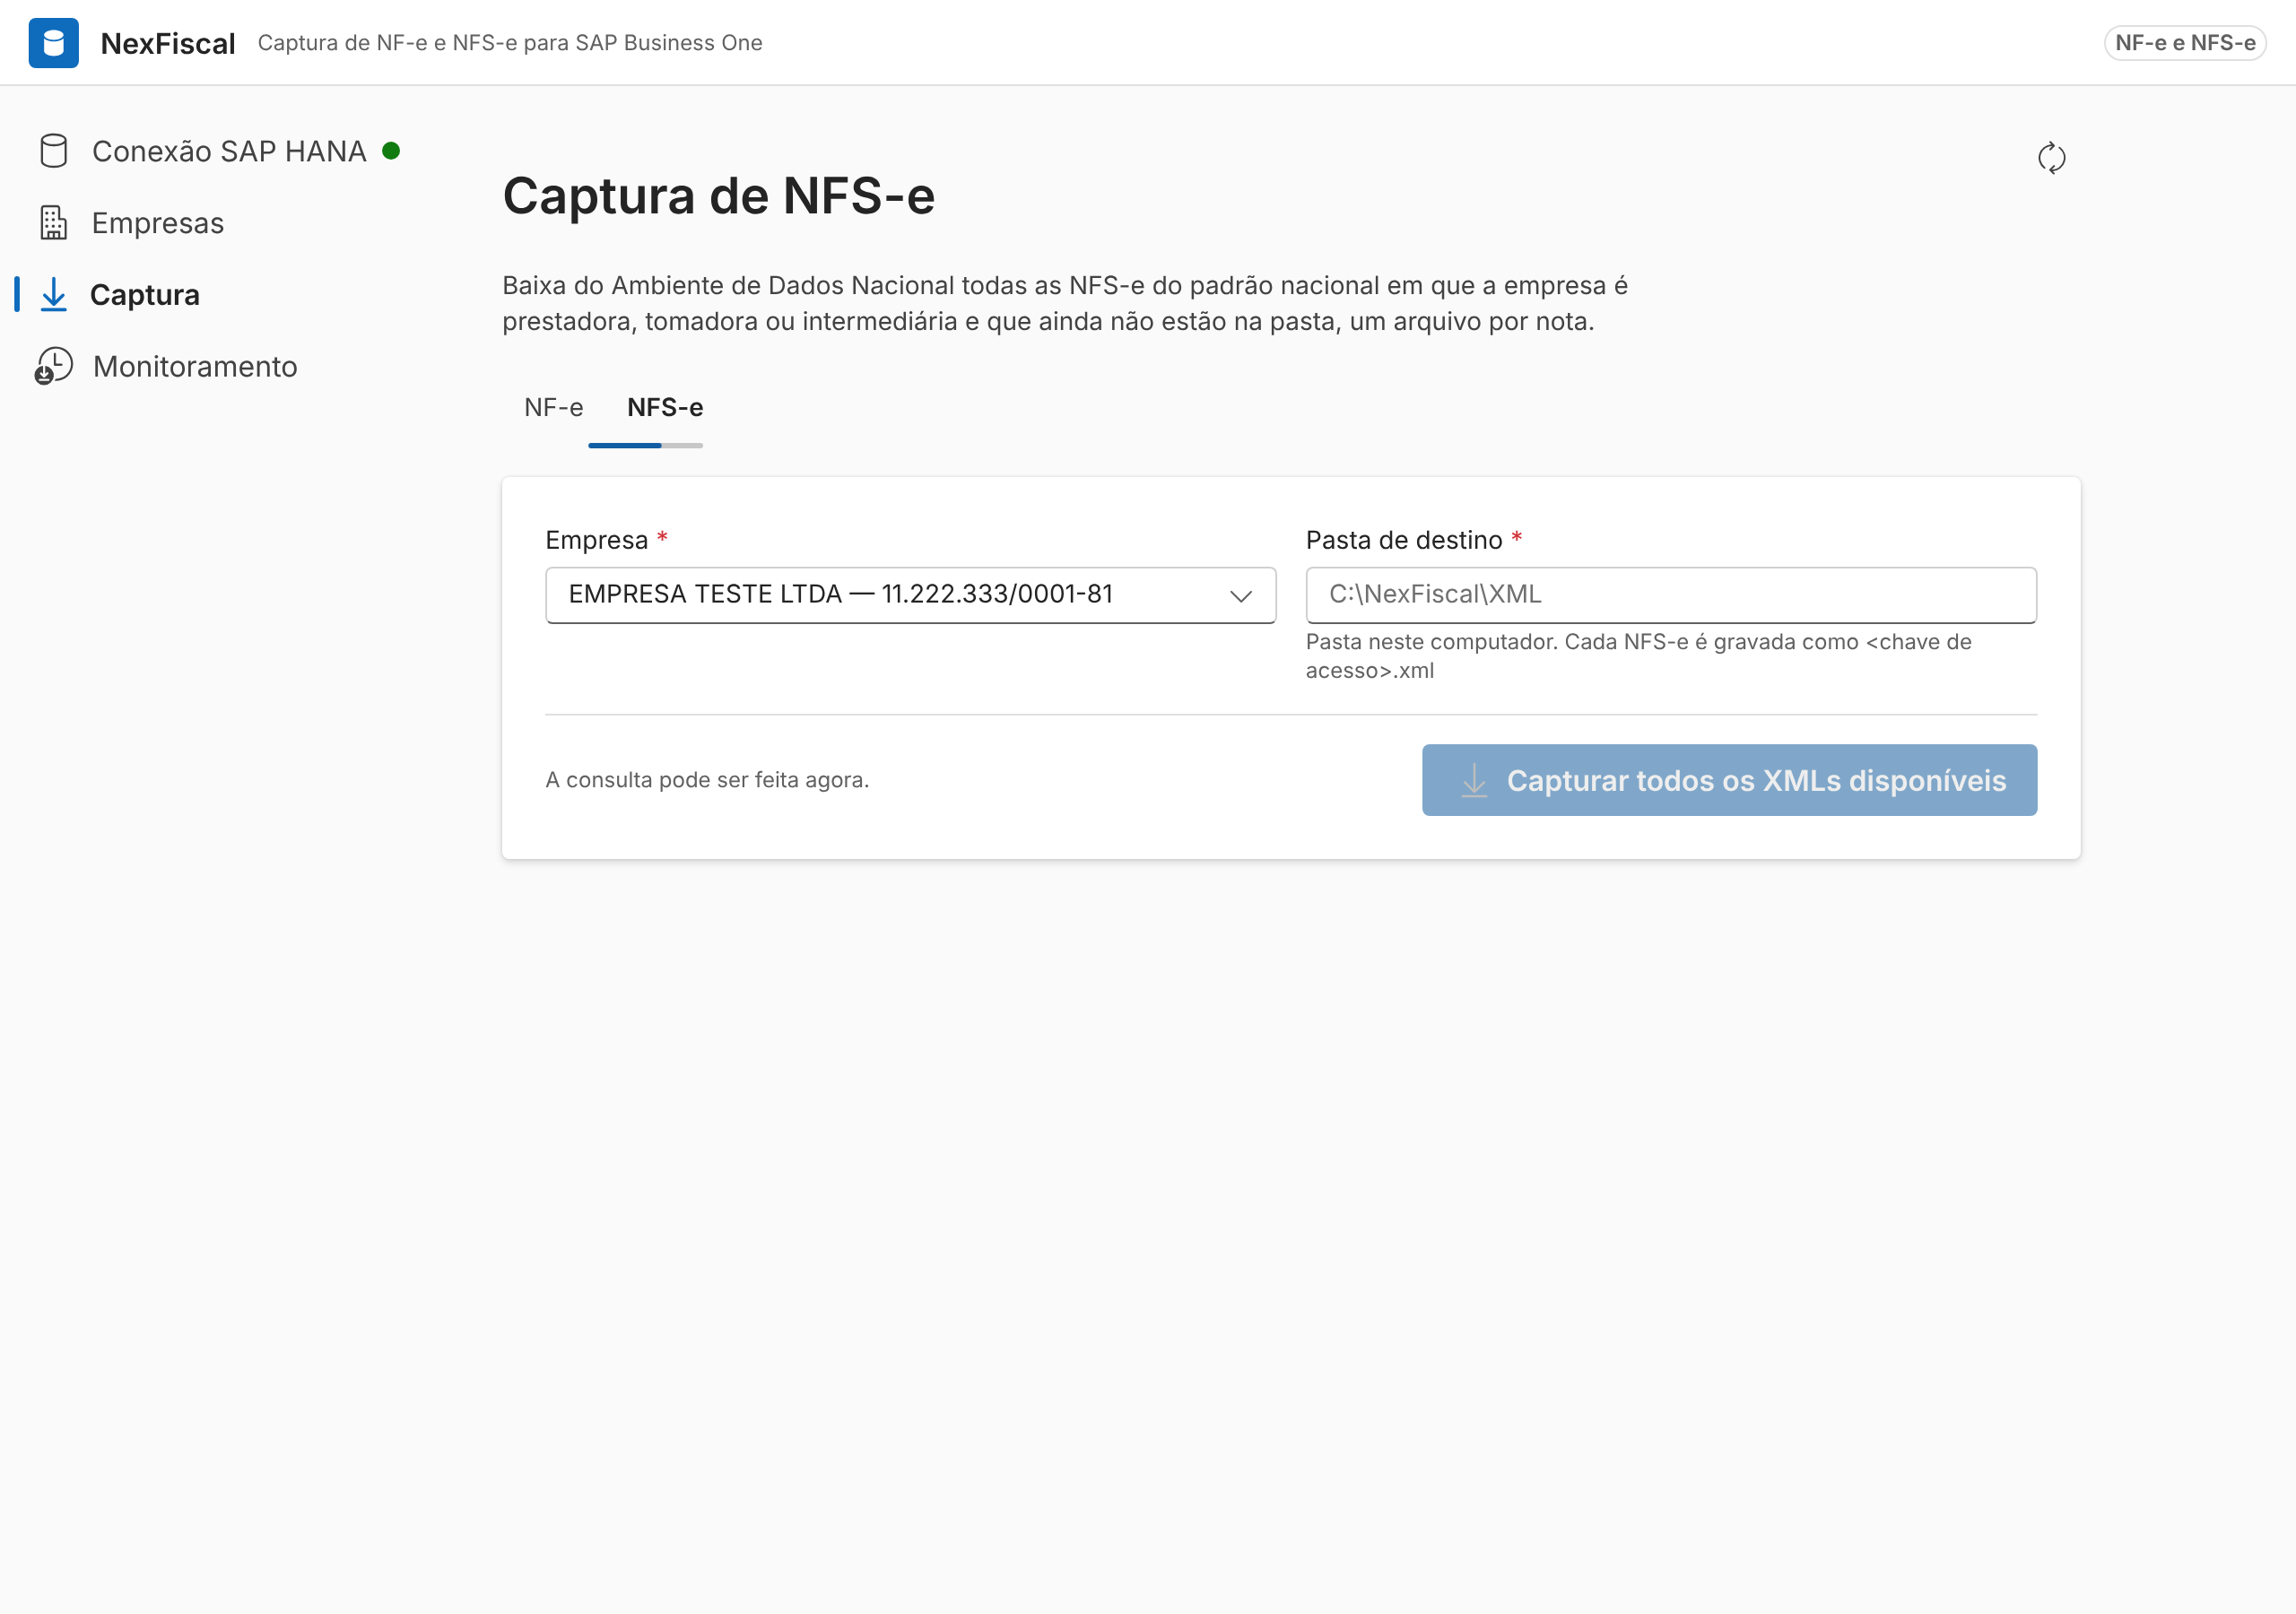 NexFiscal
Captura de NF-e e NFS-e para SAP Business One
NF-e e NFS-e
Conexão SAP HANA
Empresas
Captura
Monitoramento
Captura de NFS-e
Baixa do Ambiente de Dados Nacional todas as NFS-e do padrão nacional em que a empresa é
prestadora, tomadora ou intermediária e que ainda não estão na pasta, um arquivo por nota.
NF-e
NFS-e
Empresa *
EMPRESA TESTE LTDA — 11.222.333/0001-81
Pasta de destino *
C:\NexFiscal\XML
Pasta neste computador. Cada NFS-e é gravada como <chave de
acesso>.xml
A consulta pode ser feita agora.
Capturar todos os XMLs disponíveis